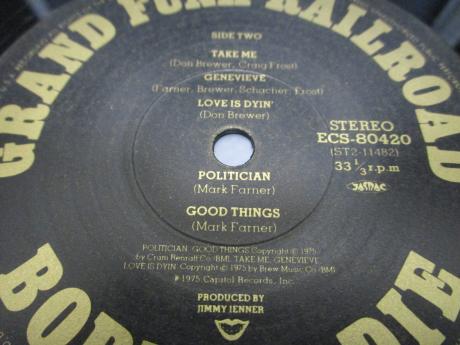 GRAND FUNK RAILROAD
SIDE TWO
TAKE ME
(Don Brewer, Craig Frost)
GENEVIEVE
(Farner, Brewer, Schacher, Frost)
LOVE IS DYIN'
(Don Brewer)
STEREO
ECS-80420
(ST2-11482)
33 1/3 r.p.m
JASRAC
POLITICIAN
(Mark Farner)
GOOD THINGS
(Mark Farner)
POLITICIAN, GOOD THINGS Copyright © 1975
by Cram Renraff Co (BMI), TAKE ME, GENEVIEVE
LOVE IS DYIN' Copyright © 1975 by Brew Music Co (BMI)
℗ 1975 Capitol Records, Inc.
PRODUCED BY
JIMMY IENNER
DIE